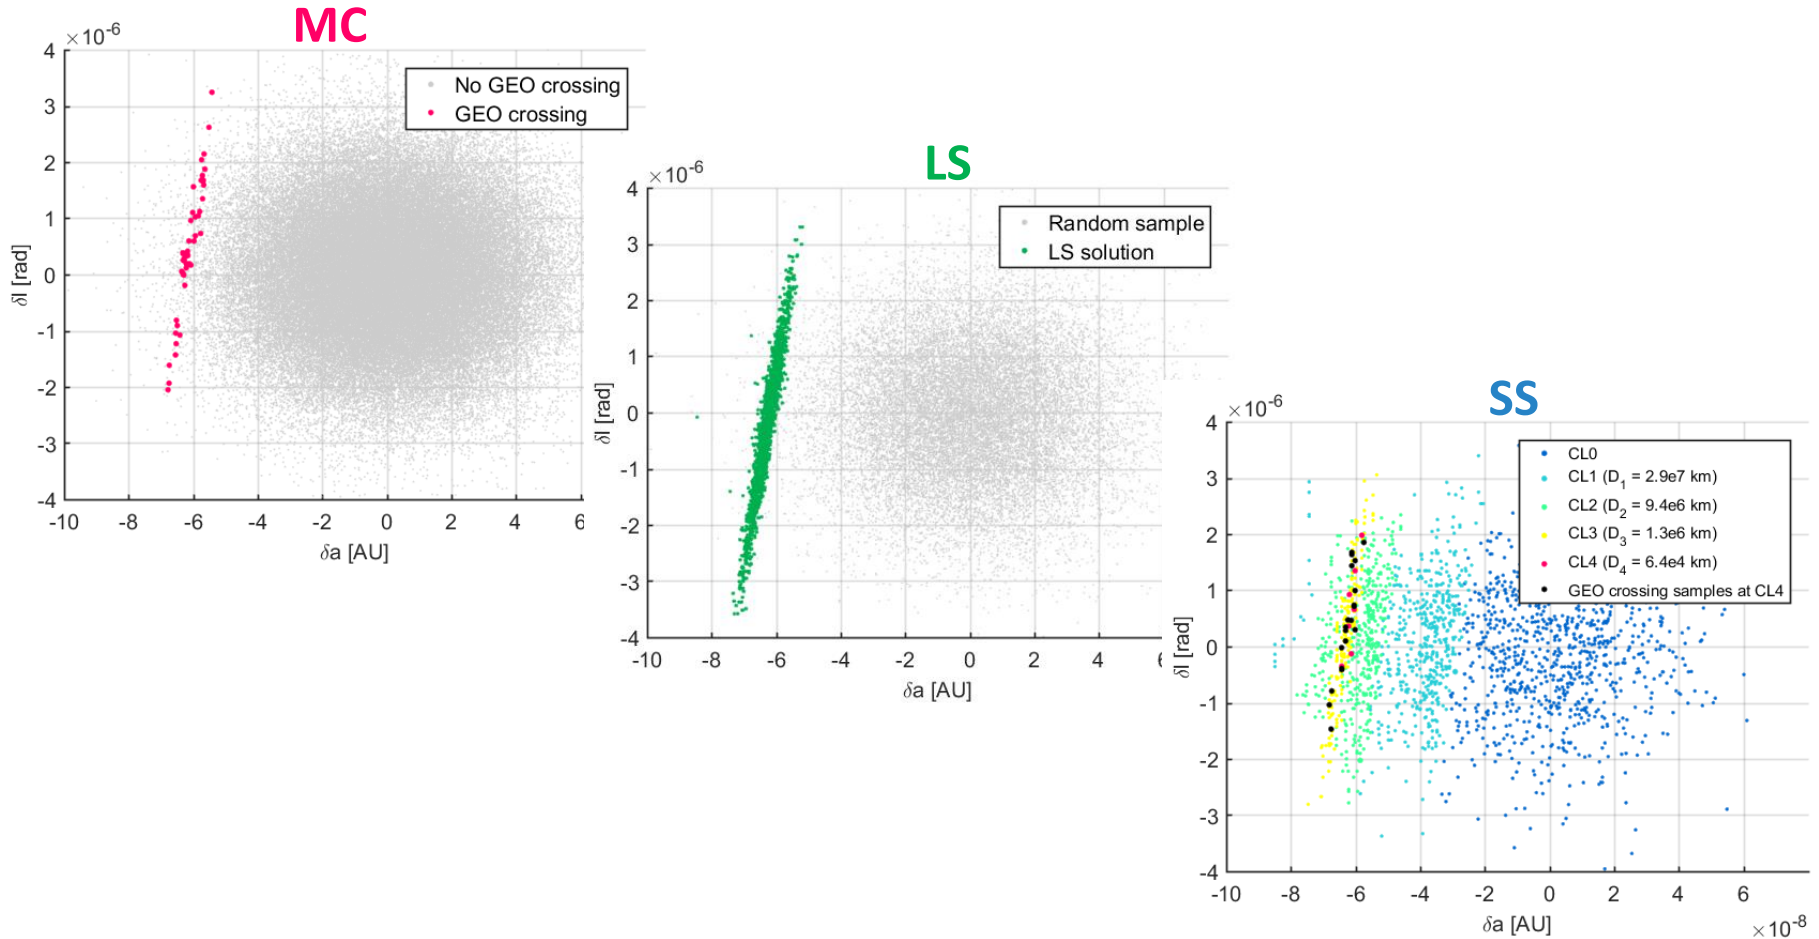 MC
×10⁻⁶
4
3
2
1
0
-1
-2
-3
-4
δI [rad]
No GEO crossing
GEO crossing
-10 -8 -6 -4 -2 0 2 4 6
δa [AU]
LS
×10⁻⁶
4
3
2
1
0
-1
-2
-3
-4
δI [rad]
Random sample
LS solution
-10 -8 -6 -4 -2 0 2 4
δa [AU]
SS
×10⁻⁶
4
3
2
1
0
-1
-2
-3
-4
δI [rad]
CL0
CL1 (D₁ = 2.9e7 km)
CL2 (D₂ = 9.4e6 km)
CL3 (D₃ = 1.3e6 km)
CL4 (D₄ = 6.4e4 km)
GEO crossing samples at CL4
-10 -8 -6 -4 -2 0 2 4 6
δa [AU]
×10⁻⁸